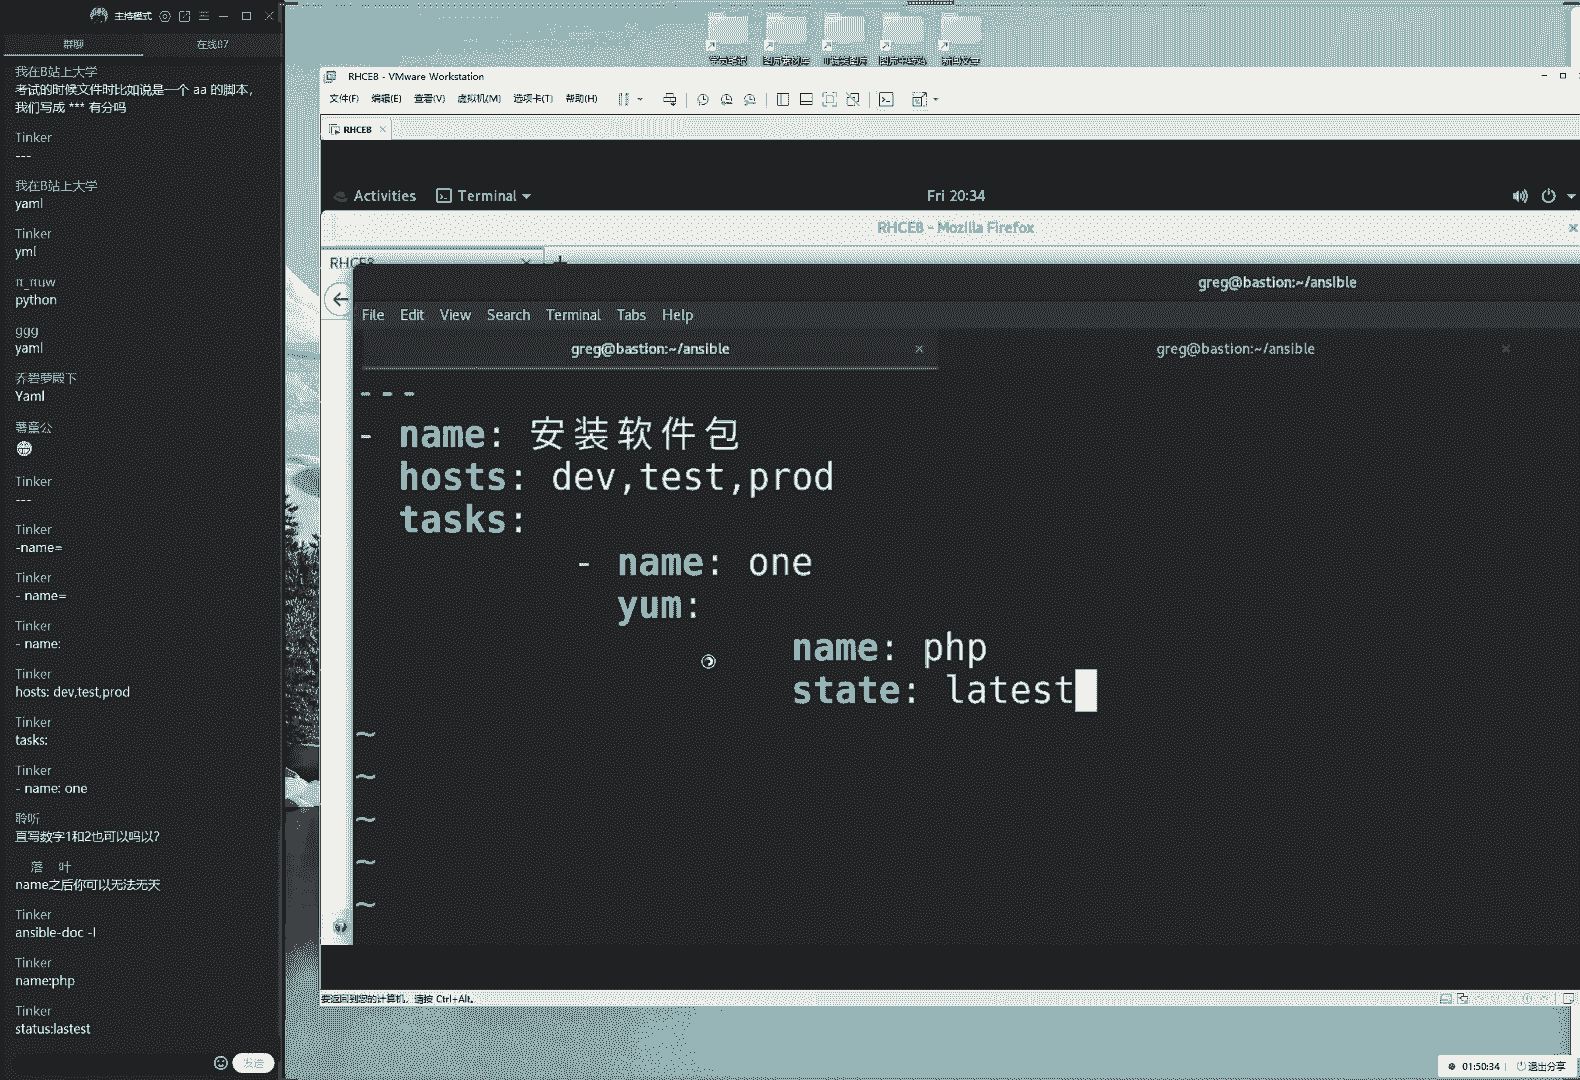 主持模式
群聊
在线67
我在B站上大学
考试的时候文件时比如说是一个 aa 的脚本，
我们写成 *** 有分吗
Tinker
---
我在B站上大学
yaml
Tinker
yml
python
ggg
yaml
乔碧萝殿下
Yaml
Tinker
---
Tinker
-name=
Tinker
- name=
Tinker
- name:
Tinker
hosts: dev,test,prod
Tinker
tasks:
Tinker
- name: one
聆听
直写数字1和2也可以吗以?
落 叶
name之后你可以无法无天
Tinker
ansible-doc -l
Tinker
name:php
Tinker
status:lastest
发送
RHCE8 - VMware Workstation
文件(F) 编辑(E) 查看(V) 虚拟机(M) 选项卡(T) 帮助(H)
RHCE8
Activities Terminal Fri 20:34
RHCE8 - Mozilla Firefox
RHCE8
greg@bastion:~/ansible
File Edit View Search Terminal Tabs Help
greg@bastion:~/ansible greg@bastion:~/ansible
---
- name: 安装软件包
hosts: dev,test,prod
tasks:
- name: one
yum:
name: php
state: latest
~
~
~
~
~
要返回到您的计算机，请按 Ctrl+Alt。
01:50:34 退出分享